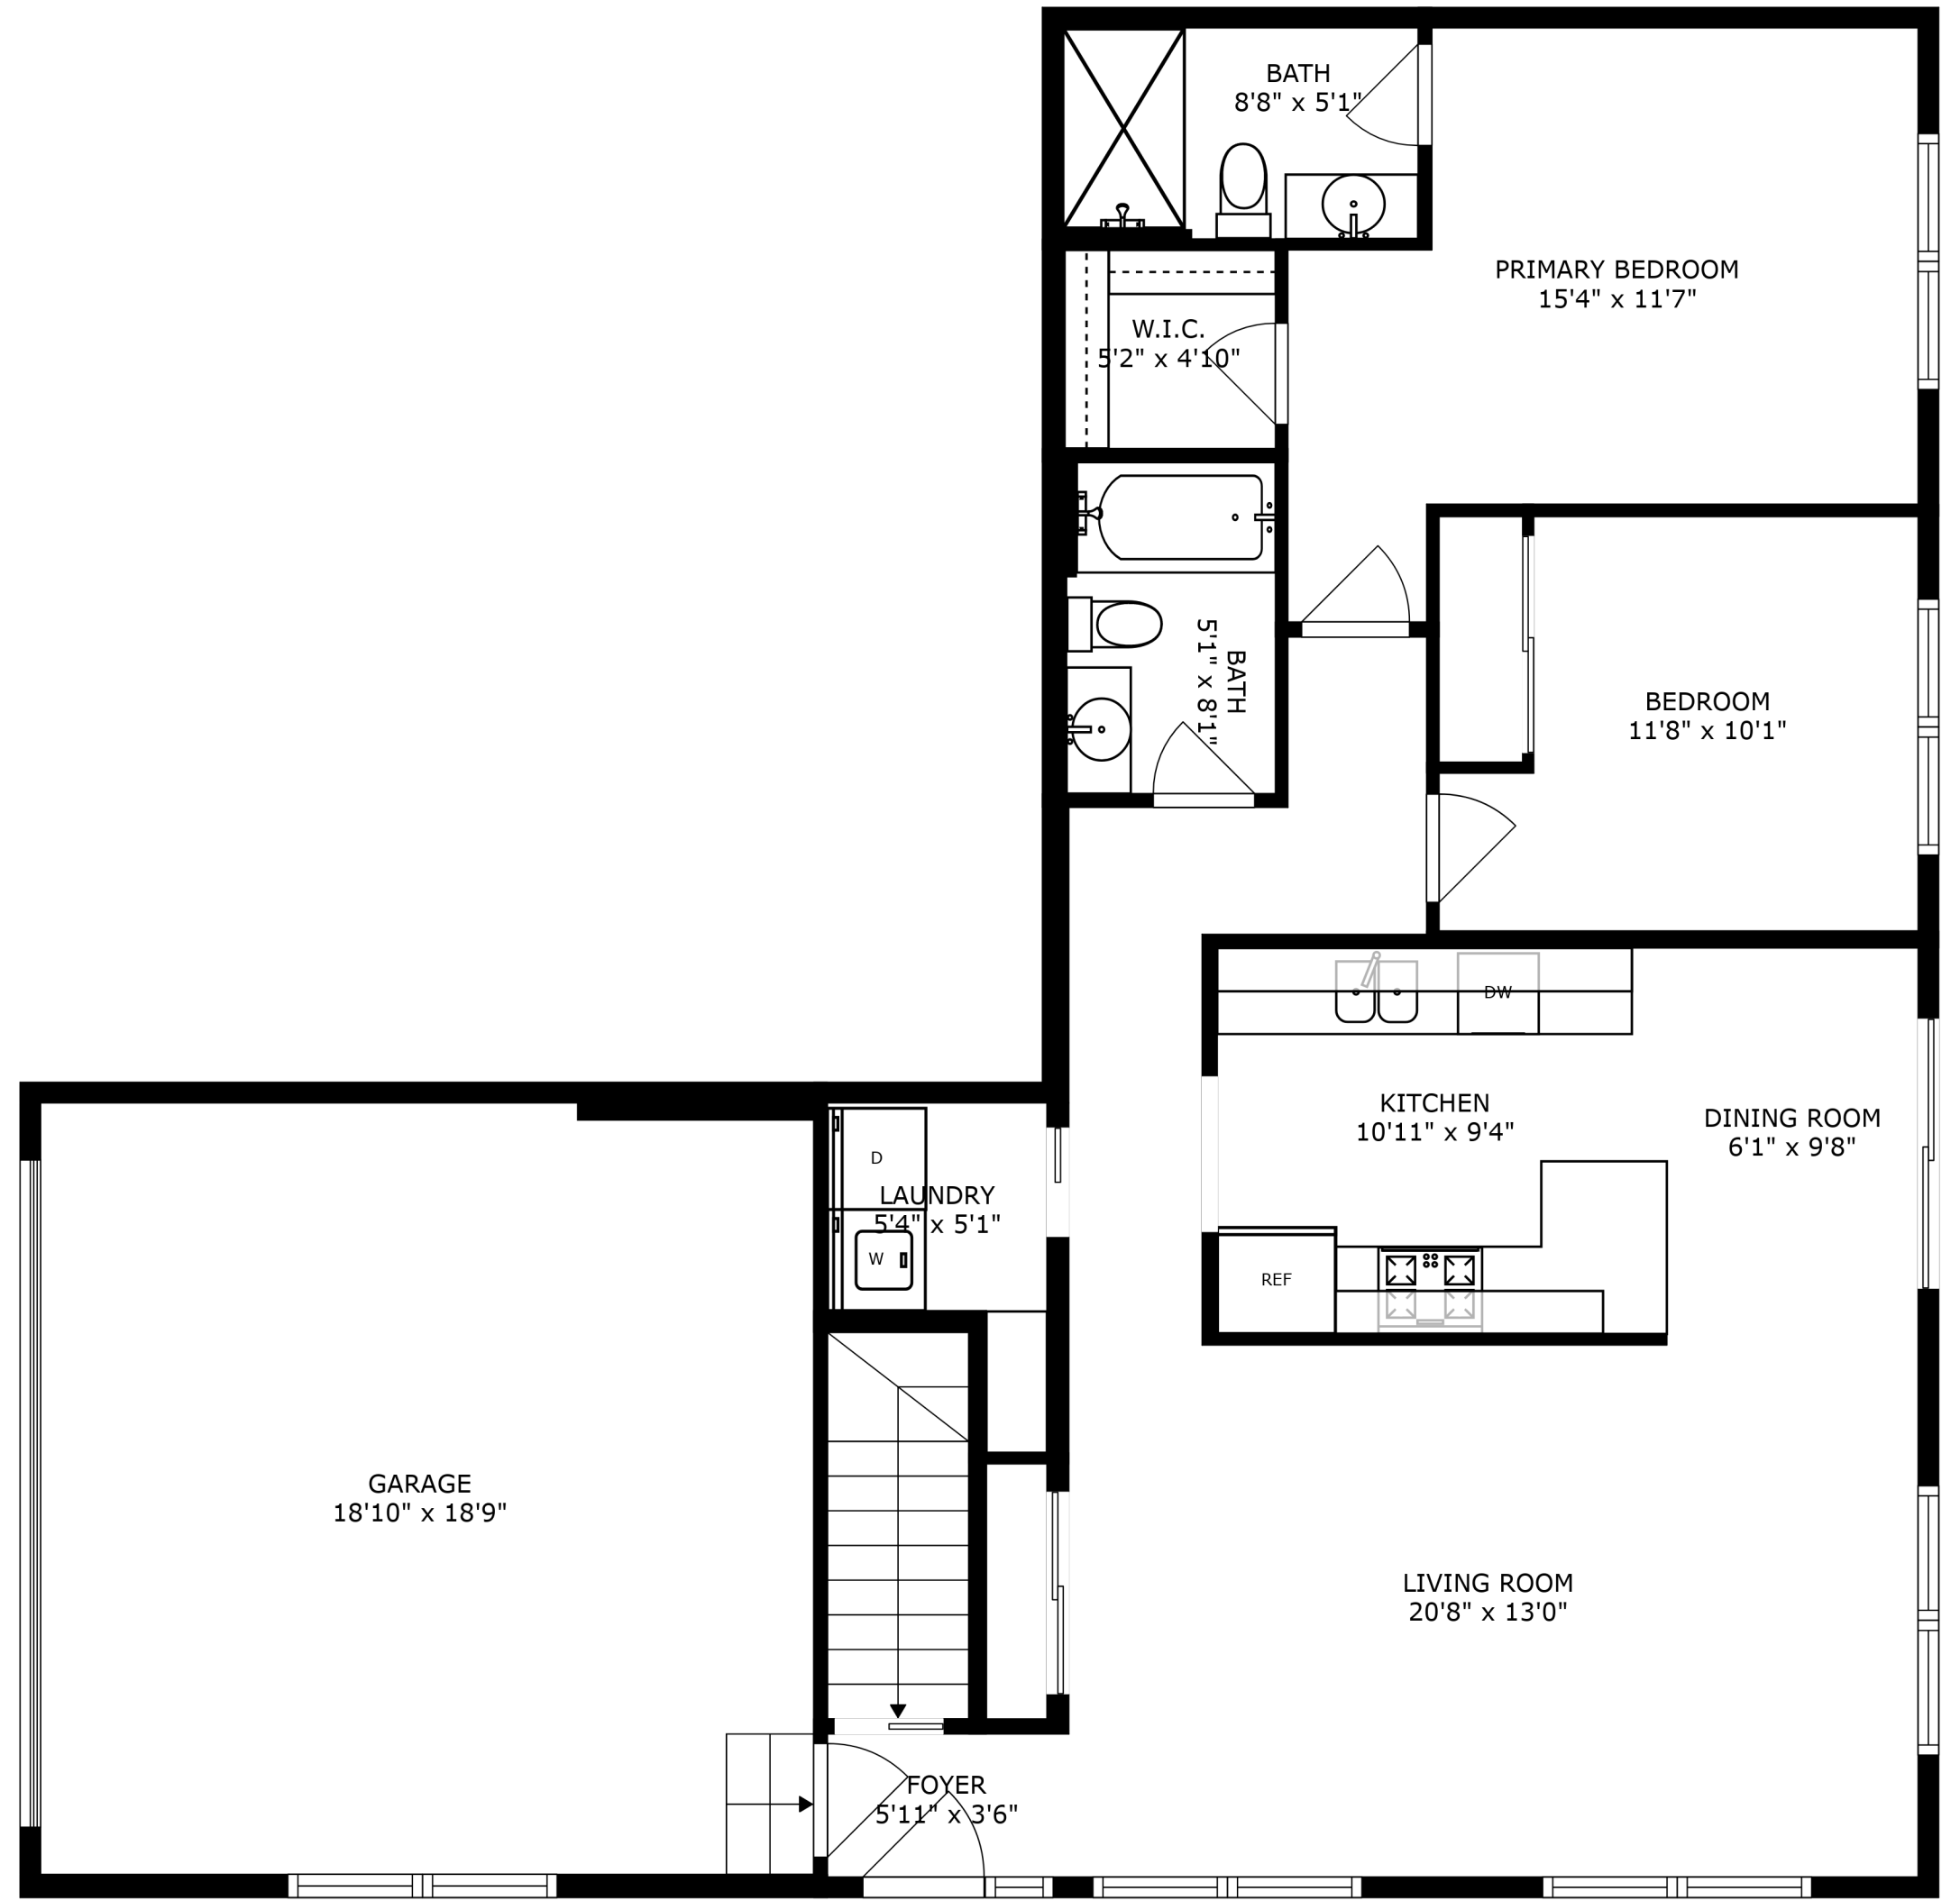 BATH
8'8" x 5'1"
PRIMARY BEDROOM
15'4" x 11'7"
W.I.C.
5'2" x 4'10"
BATH
5'1" x 8'1"
BEDROOM
11'8" x 10'1"
DW
KITCHEN
10'11" x 9'4"
DINING ROOM
6'1" x 9'8"
D
LAUNDRY
5'4" x 5'1"
W
REF
GARAGE
18'10" x 18'9"
LIVING ROOM
20'8" x 13'0"
FOYER
5'11" x 3'6"